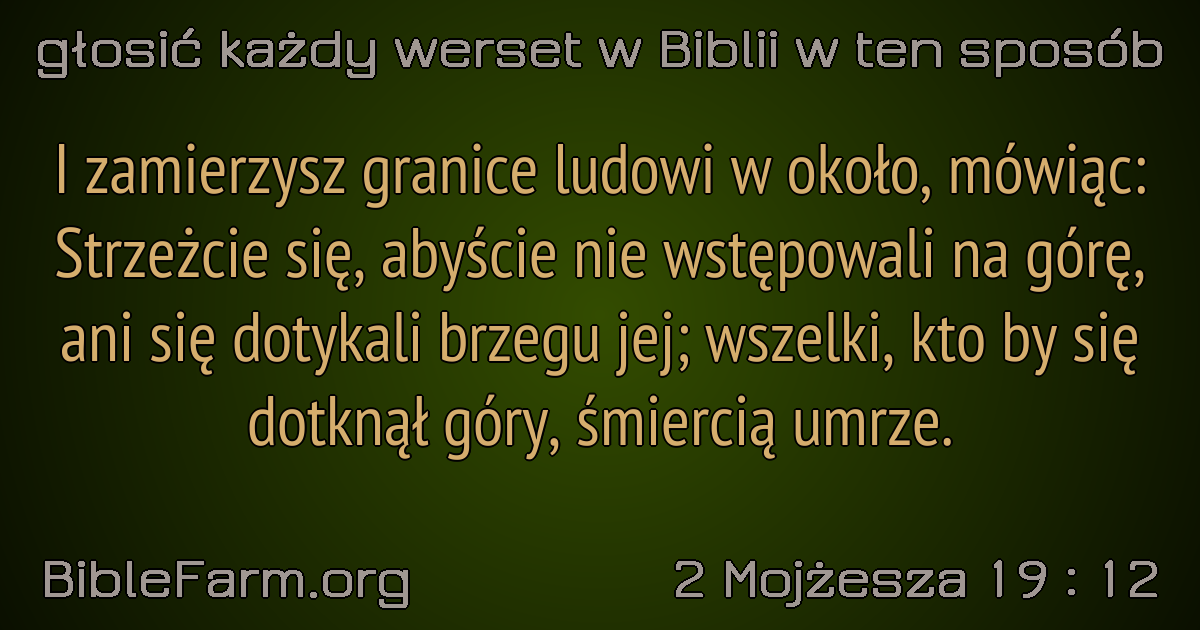 głosić każdy werset w Biblii w ten sposób
I zamierzysz granice ludowi w około, mówiąc:
Strzeżcie się, abyście nie wstępowali na górę,
ani się dotykali brzegu jej; wszelki, kto by się
dotknął góry, śmiercią umrze.
BibleFarm.org
2 Mojżesza 19 : 12